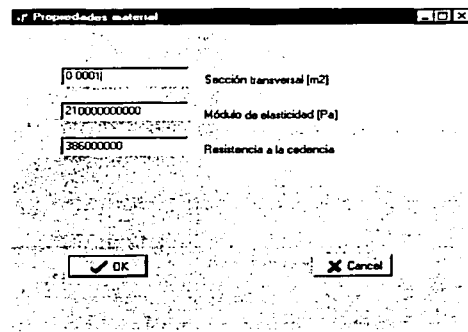 Propiedades material
0.0001
Sección transversal [m2]
210000000000
Módulo de elasticidad [Pa]
386000000
Resistencia a la cedencia
OK
Cancel